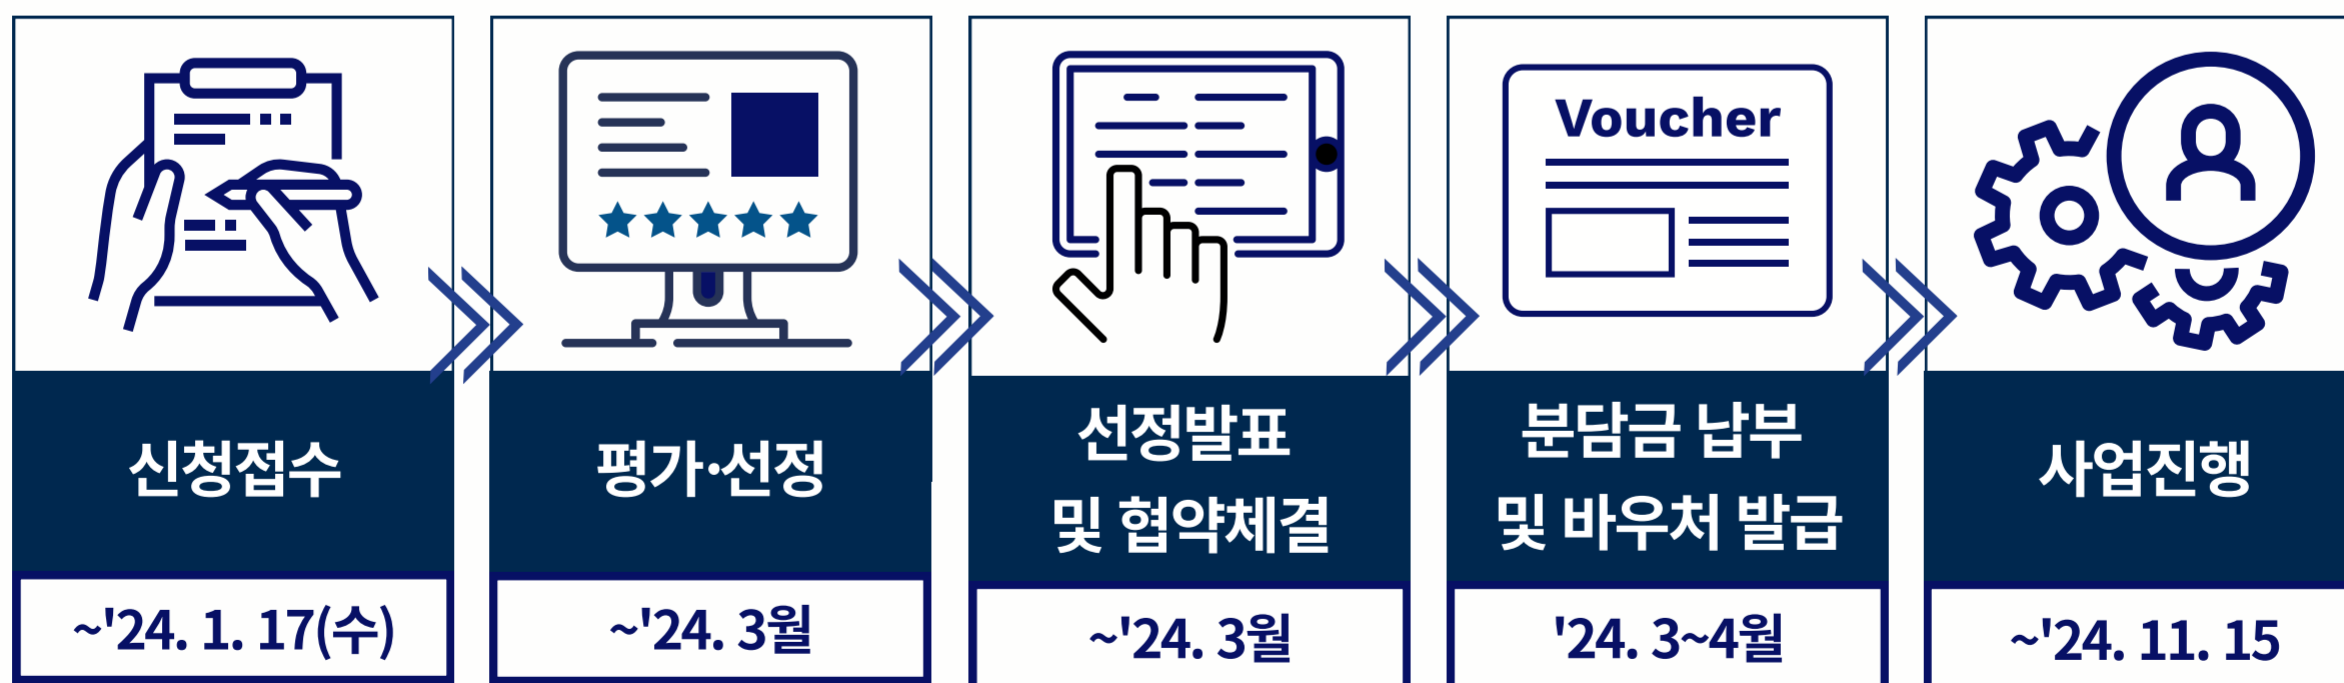 Voucher
신청접수
평가·선정
선정발표
및 협약체결
분담금 납부
및 바우처 발급
사업진행
~'24. 1. 17(수)
~'24. 3월
~'24. 3월
'24. 3~4월
~'24. 11. 15